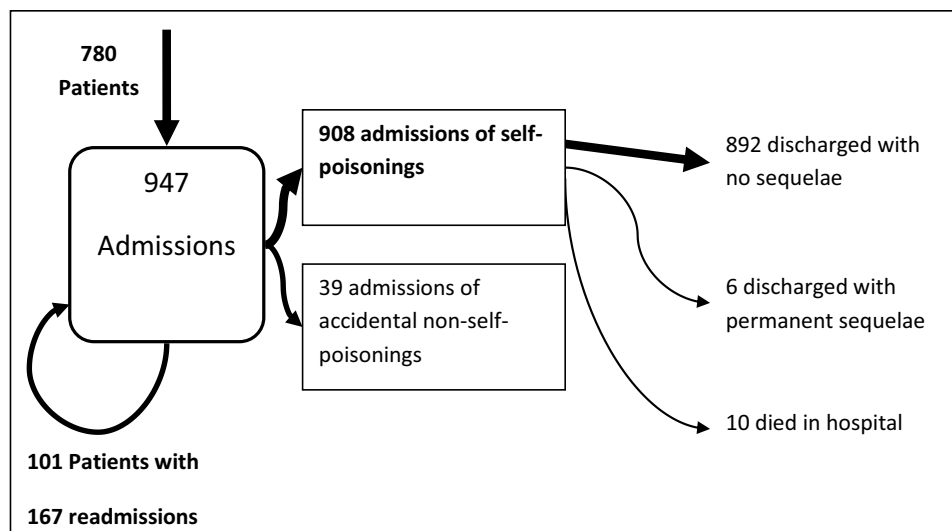 780
Patients
947
Admissions
101 Patients with
167 readmissions
908 admissions of self-
poisonings
39 admissions of
accidental non-self-
poisonings
892 discharged with
no sequelae
6 discharged with
permanent sequelae
10 died in hospital